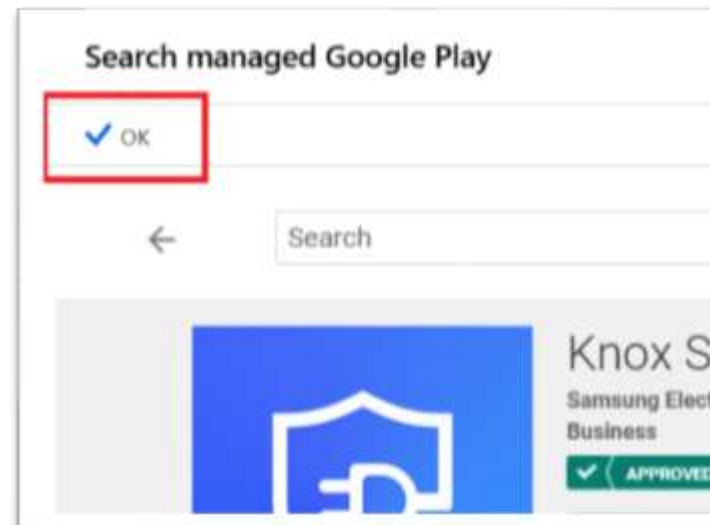 Search managed Google Play
OK
Search
Knox S
Samsung Elect
Business
APPROVED